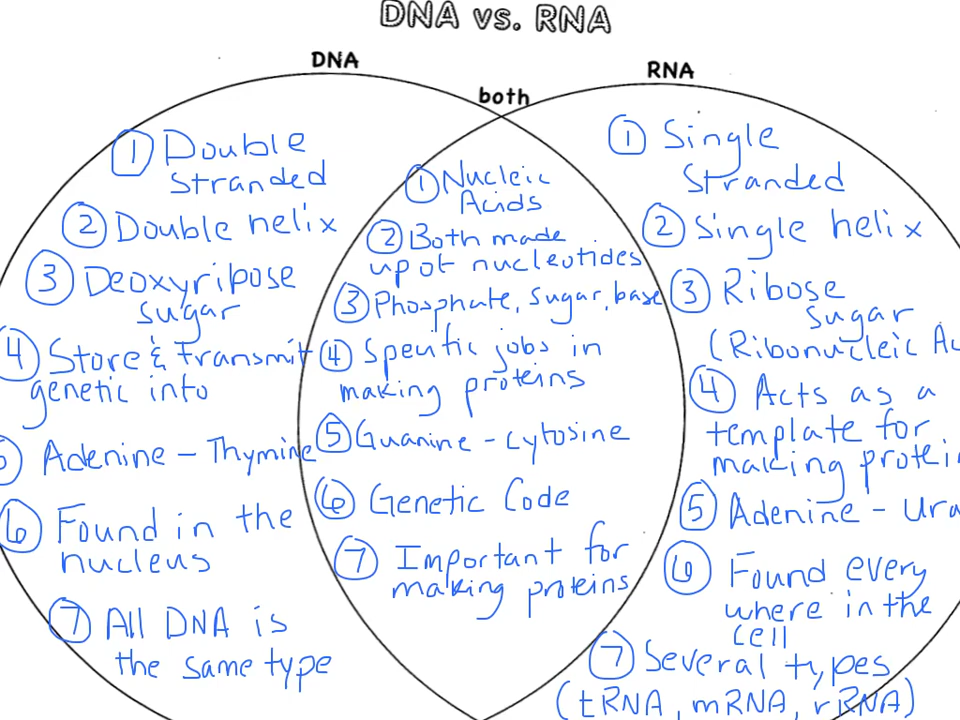 DNA vs. RNA
DNA
both
RNA
① Double
Stranded
② Double helix
③ Deoxyribose
sugar
④ Store & transmit
genetic info
Adenine - Thymine
⑥ Found in the
nucleus
⑦ All DNA is
the same type
① Nucleic
Acids
② Both made
up of nucleotides
③ Phosphate, sugar, base
④ Specific jobs in
making proteins
⑤ Guanine - cytosine
⑥ Genetic Code
⑦ Important for
making proteins
① Single
Stranded
② Single helix
③ Ribose
sugar
(Ribonucleic Ac
④ Acts as a
template for
making protei
⑤ Adenine - Ura
⑥ Found every
where in the
cell
⑦ Several types
(tRNA, mRNA, rRNA)